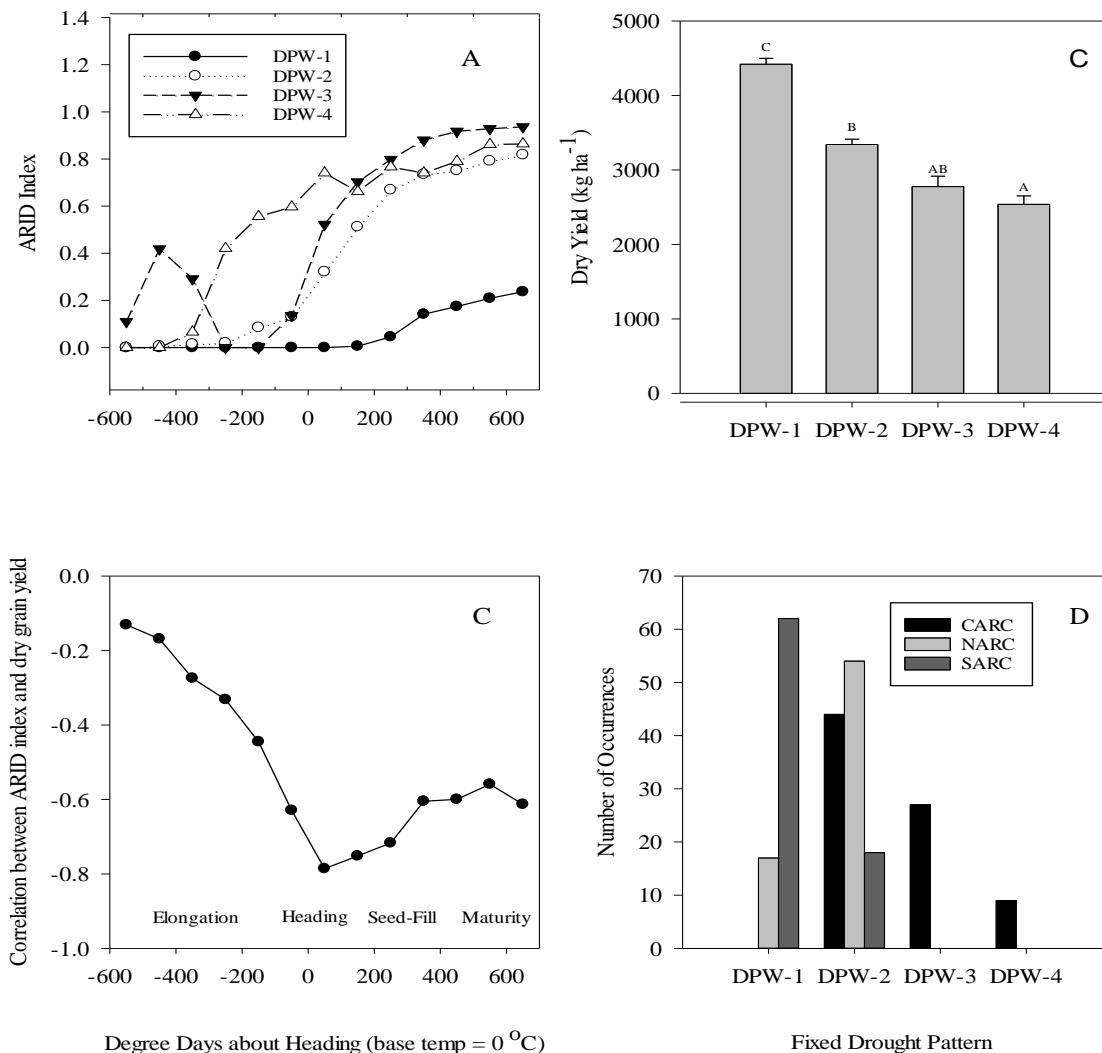 1.4
1.2
1.0
0.8
0.6
0.4
0.2
0.0
ARID Index
DPW-1
DPW-2
DPW-3
DPW-4
A
-600 -400 -200 0 200 400 600
5000
4000
3000
2000
1000
0
Dry Yield (kg ha-1)
C
B
AB
A
C
DPW-1 DPW-2 DPW-3 DPW-4
0.0
-0.2
-0.4
-0.6
-0.8
-1.0
Correlation between ARID index and dry grain yield
C
Elongation Heading Seed-Fill Maturity
-600 -400 -200 0 200 400 600
Degree Days about Heading (base temp = 0 °C)
70
60
50
40
30
20
10
0
Number of Occurrences
CARC
NARC
SARC
D
DPW-1 DPW-2 DPW-3 DPW-4
Fixed Drought Pattern